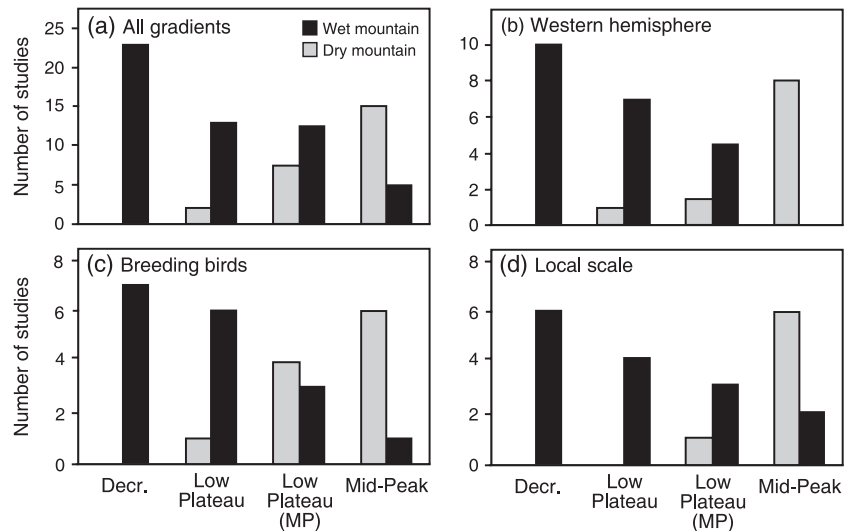 (a) All gradients
Wet mountain
Dry mountain
Number of studies
25
20
15
10
5
0
(b) Western hemisphere
10
8
6
4
2
0
(c) Breeding birds
Number of studies
8
6
4
2
0
Decr.
Low
Plateau
Low
Plateau
(MP)
Mid-Peak
(d) Local scale
8
6
4
2
0
Decr.
Low
Plateau
Low
Plateau
(MP)
Mid-Peak